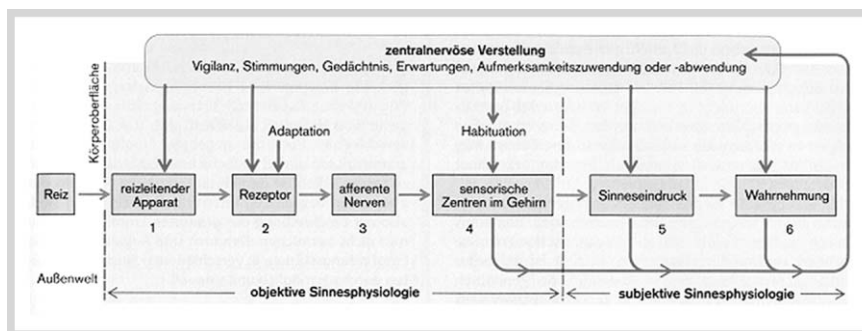 zentralnervöse Verstellung
Vigilanz, Stimmungen, Gedächtnis, Erwartungen, Aufmerksamkeitszuwendung oder -abwendung
Körperoberfläche
Adaptation
Habituation
Reiz
reizleitender
Apparat
1
Rezeptor
2
afferente
Nerven
3
sensorische
Zentren im Gehirn
4
Sinneseindruck
5
Wahrnehmung
6
Außenwelt
objektive Sinnesphysiologie
subjektive Sinnesphysiologie